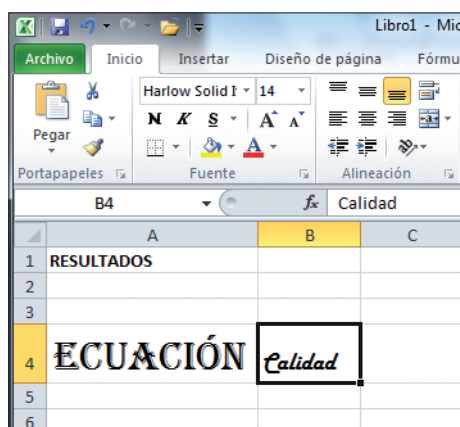 Libro1 - Mic
Archivo Inicio Insertar Diseño de página Fórmu
Harlow Solid I 14
Pegar N K S A A
A
Portapapeles Fuente Alineación
B4 fx Calidad
A B C
1 RESULTADOS
2
3
4 ECUACIÓN Calidad
5
6